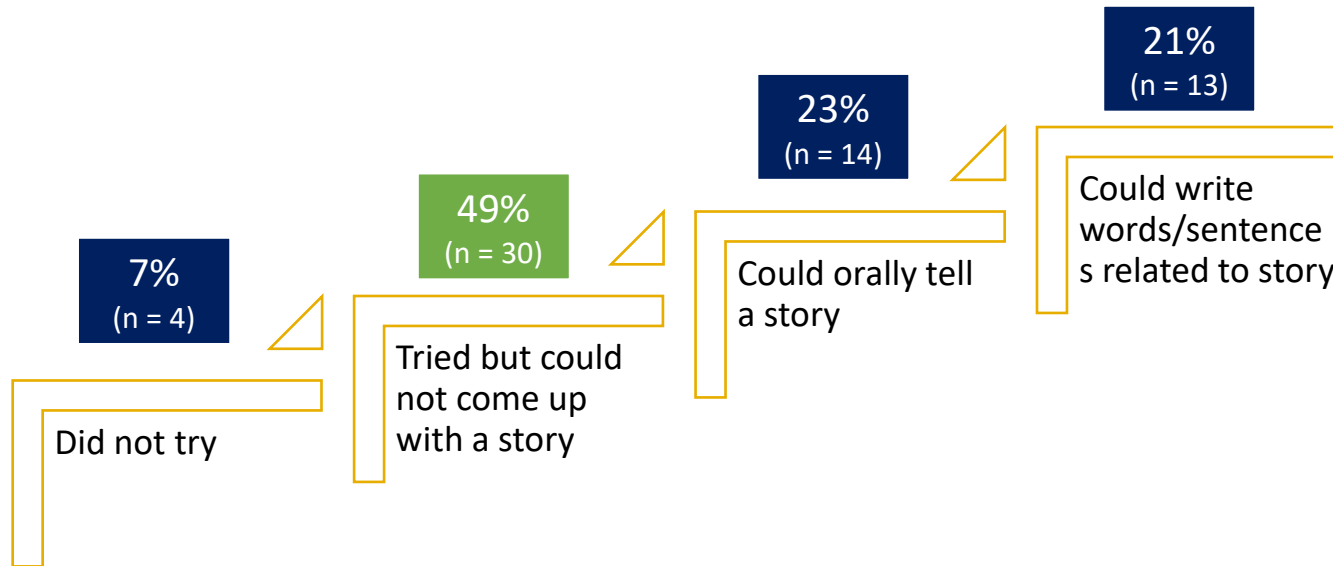 7%
(n = 4)
Did not try
49%
(n = 30)
Tried but could
not come up
with a story
23%
(n = 14)
Could orally tell
a story
21%
(n = 13)
Could write
words/sentence
s related to story